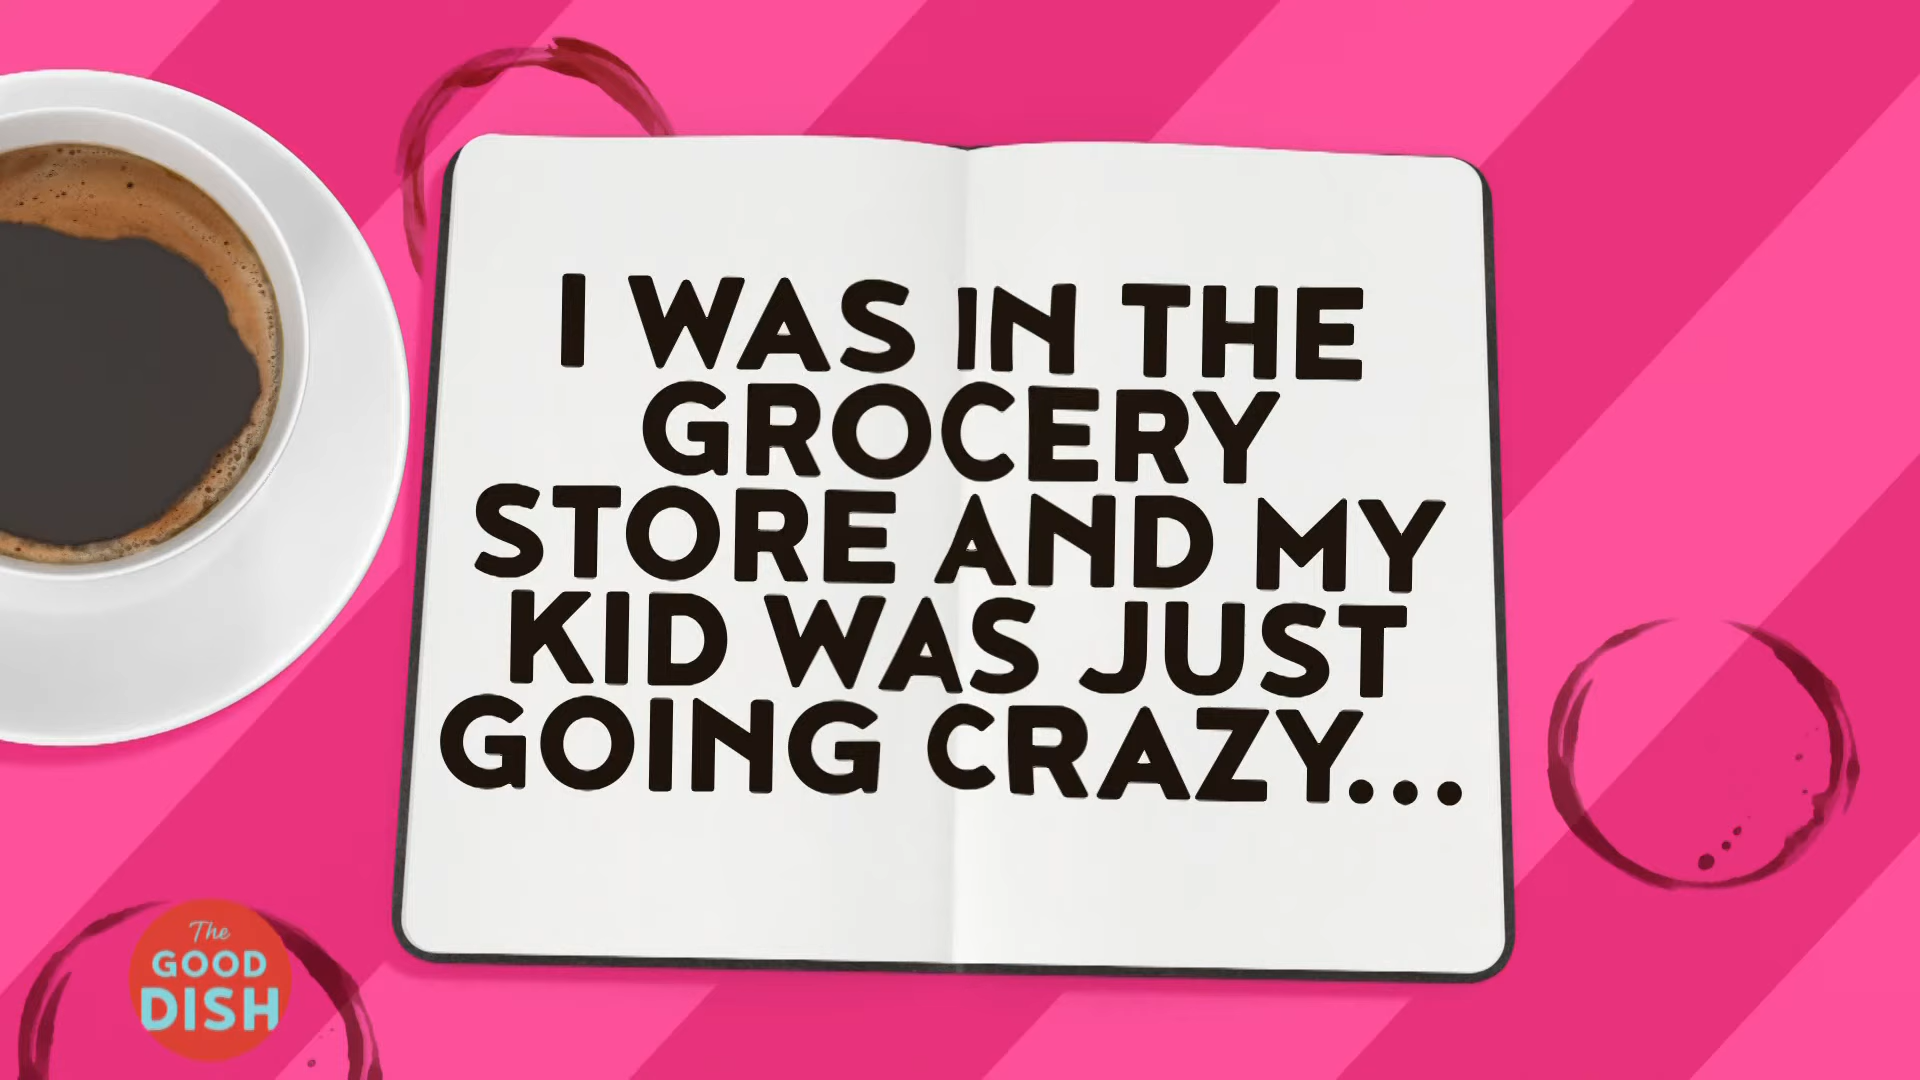 I WAS IN THE
GROCERY
STORE AND MY
KID WAS JUST
GOING CRAZY...
The
GOOD
DISH